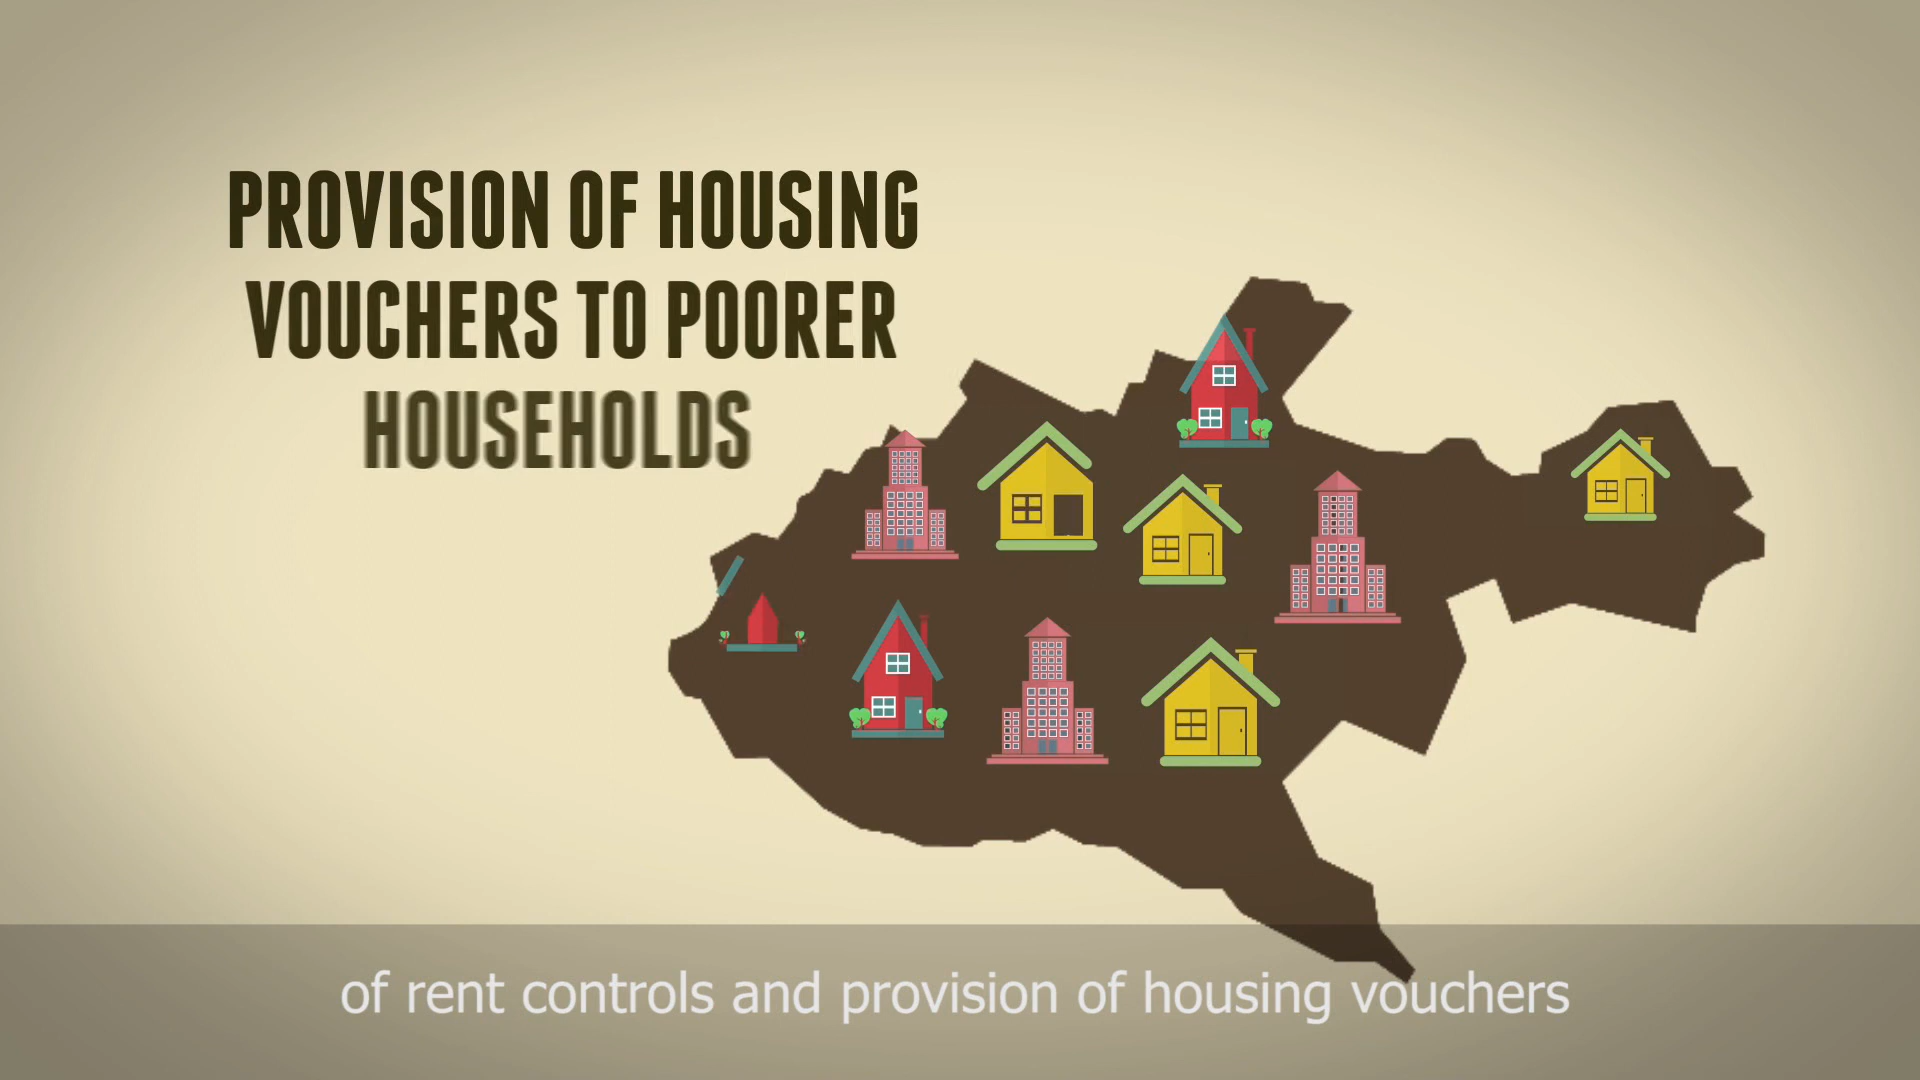 PROVISION OF HOUSING
VOUCHERS TO POORER
HOUSEHOLDS
of rent controls and provision of housing vouchers